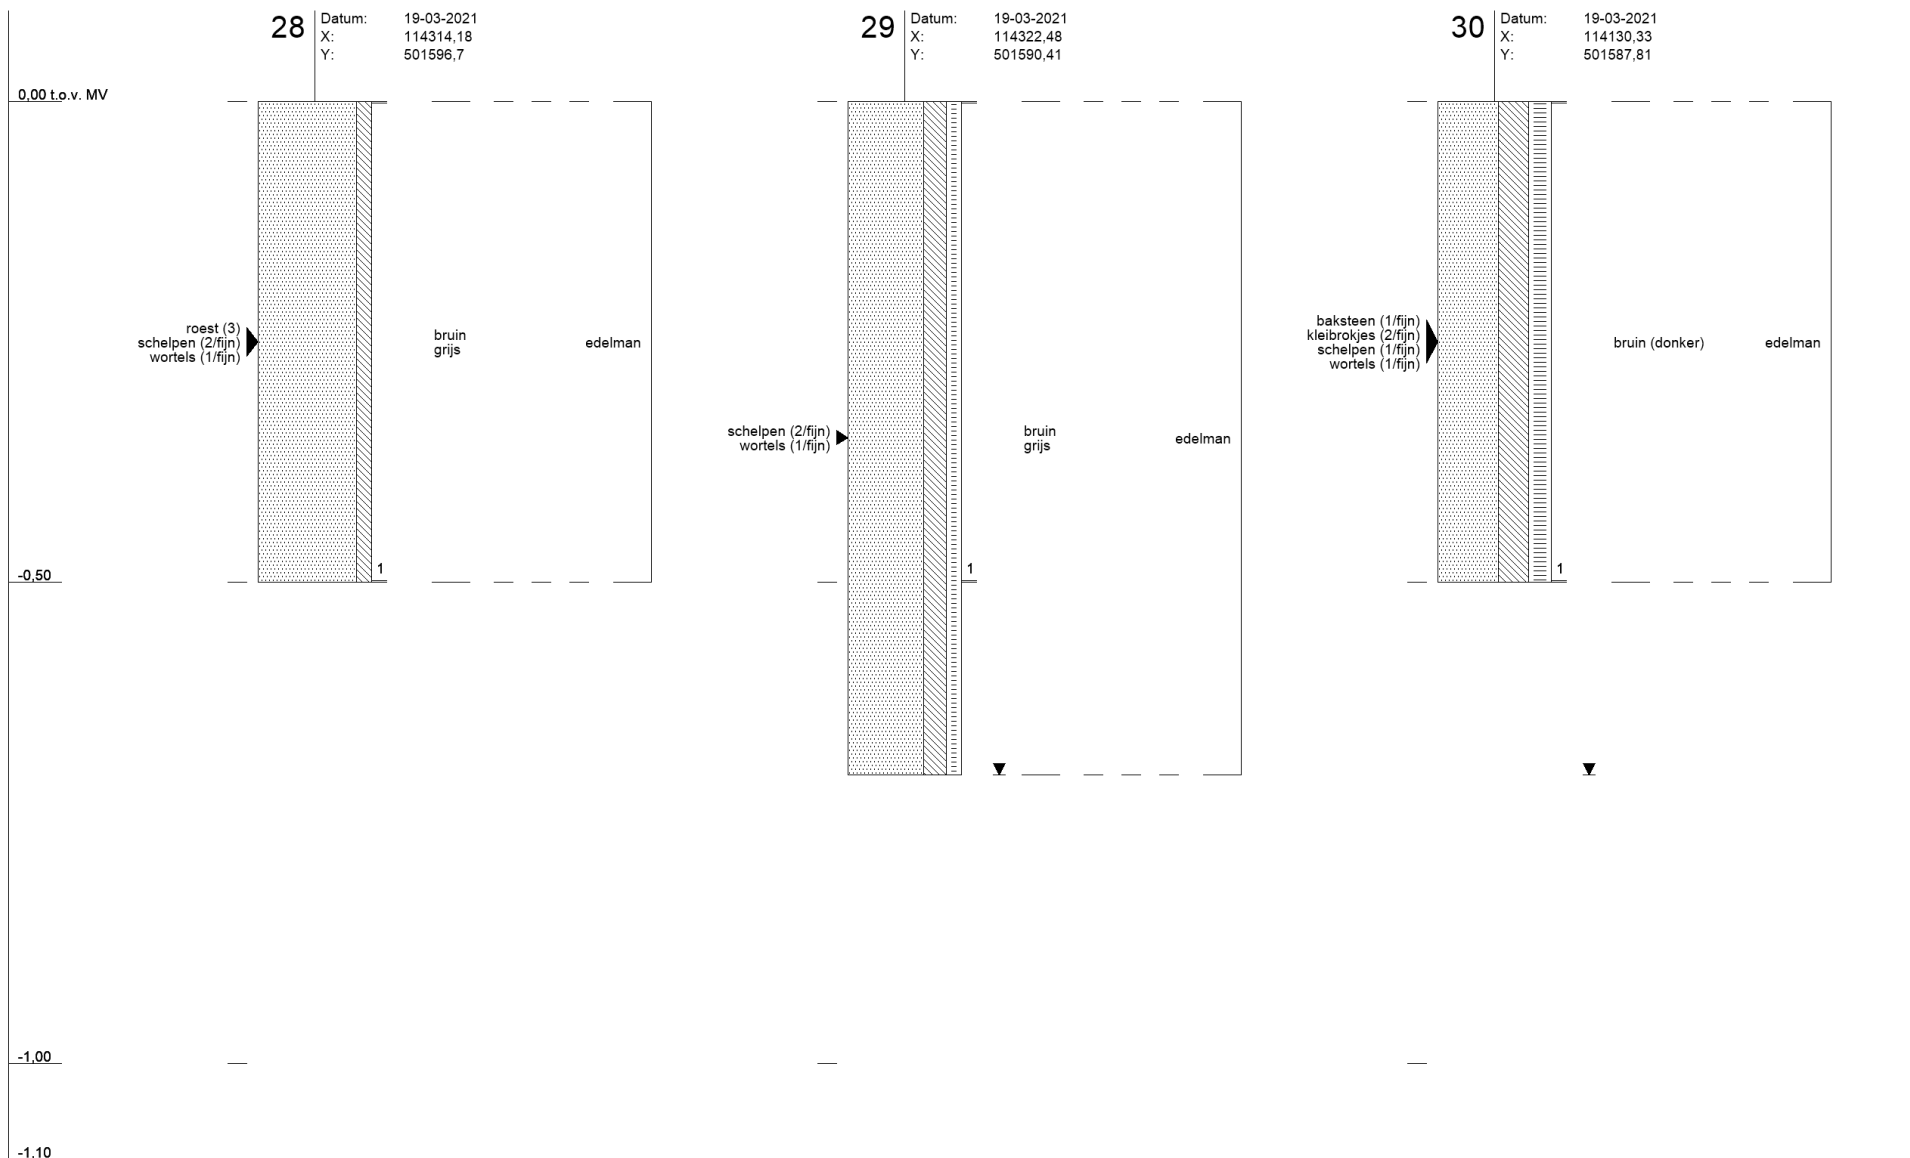 28
Datum: 19-03-2021
X: 114314,18
Y: 501596,7
29
Datum: 19-03-2021
X: 114322,48
Y: 501590,41
30
Datum: 19-03-2021
X: 114130,33
Y: 501587,81
0,00 t.o.v. MV
roest (3)
schelpen (2/fijn)
wortels (1/fijn)
bruin
grijs
edelman
1
schelpen (2/fijn)
wortels (1/fijn)
bruin
grijs
edelman
1
baksteen (1/fijn)
kleibrokjes (2/fijn)
schelpen (1/fijn)
wortels (1/fijn)
bruin (donker)
edelman
1
-0,50
-1,00
-1,10